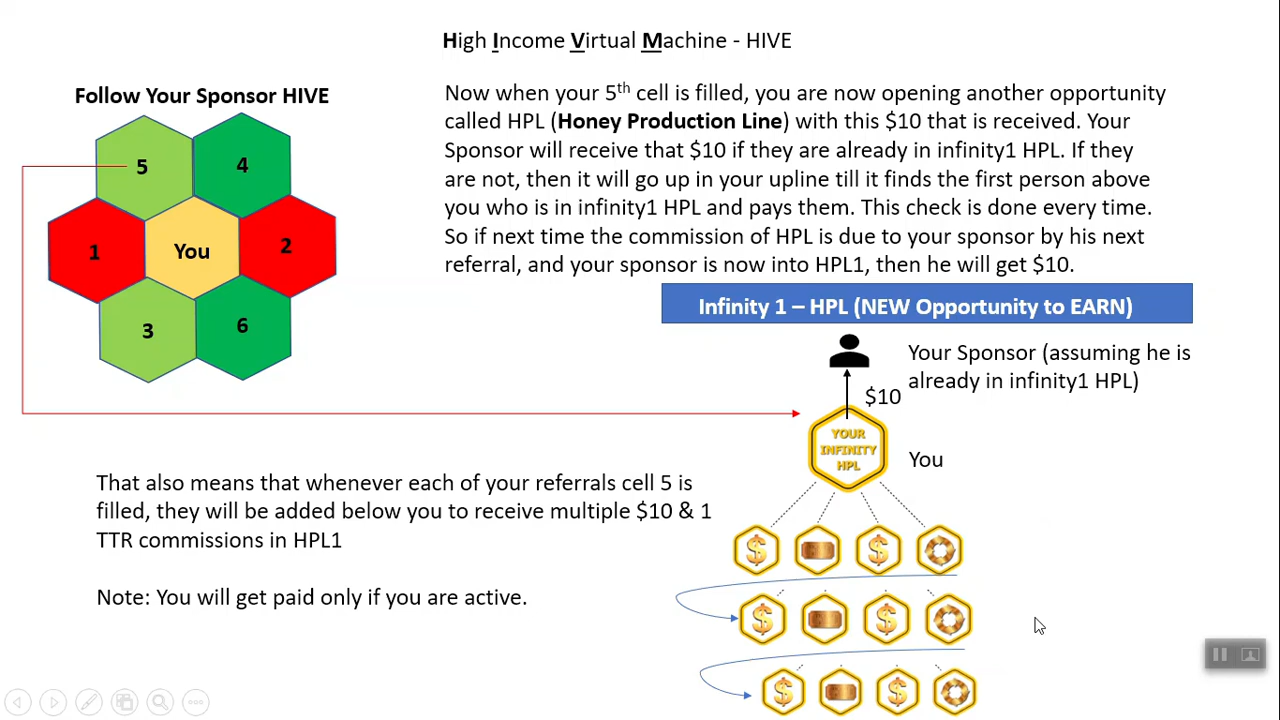 High Income Virtual Machine - HIVE
Follow Your Sponsor HIVE
5
4
1
You
2
3
6
Now when your 5th cell is filled, you are now opening another opportunity
called HPL (Honey Production Line) with this $10 that is received. Your
Sponsor will receive that $10 if they are already in infinity1 HPL. If they
are not, then it will go up in your upline till it finds the first person above
you who is in infinity1 HPL and pays them. This check is done every time.
So if next time the commission of HPL is due to your sponsor by his next
referral, and your sponsor is now into HPL1, then he will get $10.
Infinity 1 – HPL (NEW Opportunity to EARN)
Your Sponsor (assuming he is
already in infinity1 HPL)
$10
YOUR
INFINITY
HPL
You
That also means that whenever each of your referrals cell 5 is
filled, they will be added below you to receive multiple $10 & 1
TTR commissions in HPL1
Note: You will get paid only if you are active.
$
$
$
$
$
$